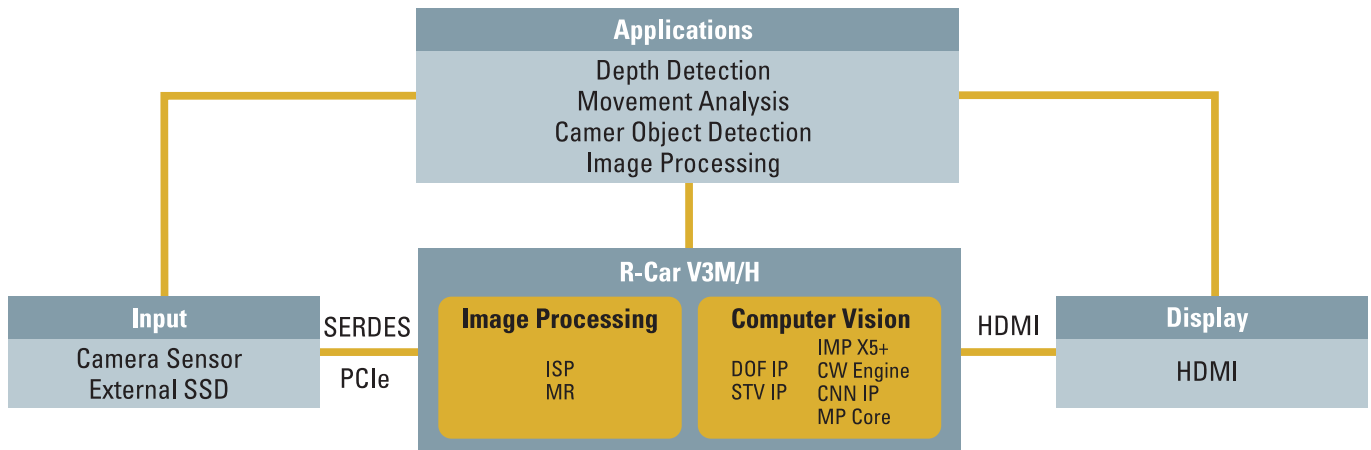 Applications
Depth Detection
Movement Analysis
Camer Object Detection
Image Processing
Input
Camera Sensor
External SSD
SERDES
PCIe
R-Car V3M/H
Image Processing
ISP
MR
Computer Vision
DOF IP
STV IP
IMP X5+
CW Engine
CNN IP
MP Core
HDMI
Display
HDMI